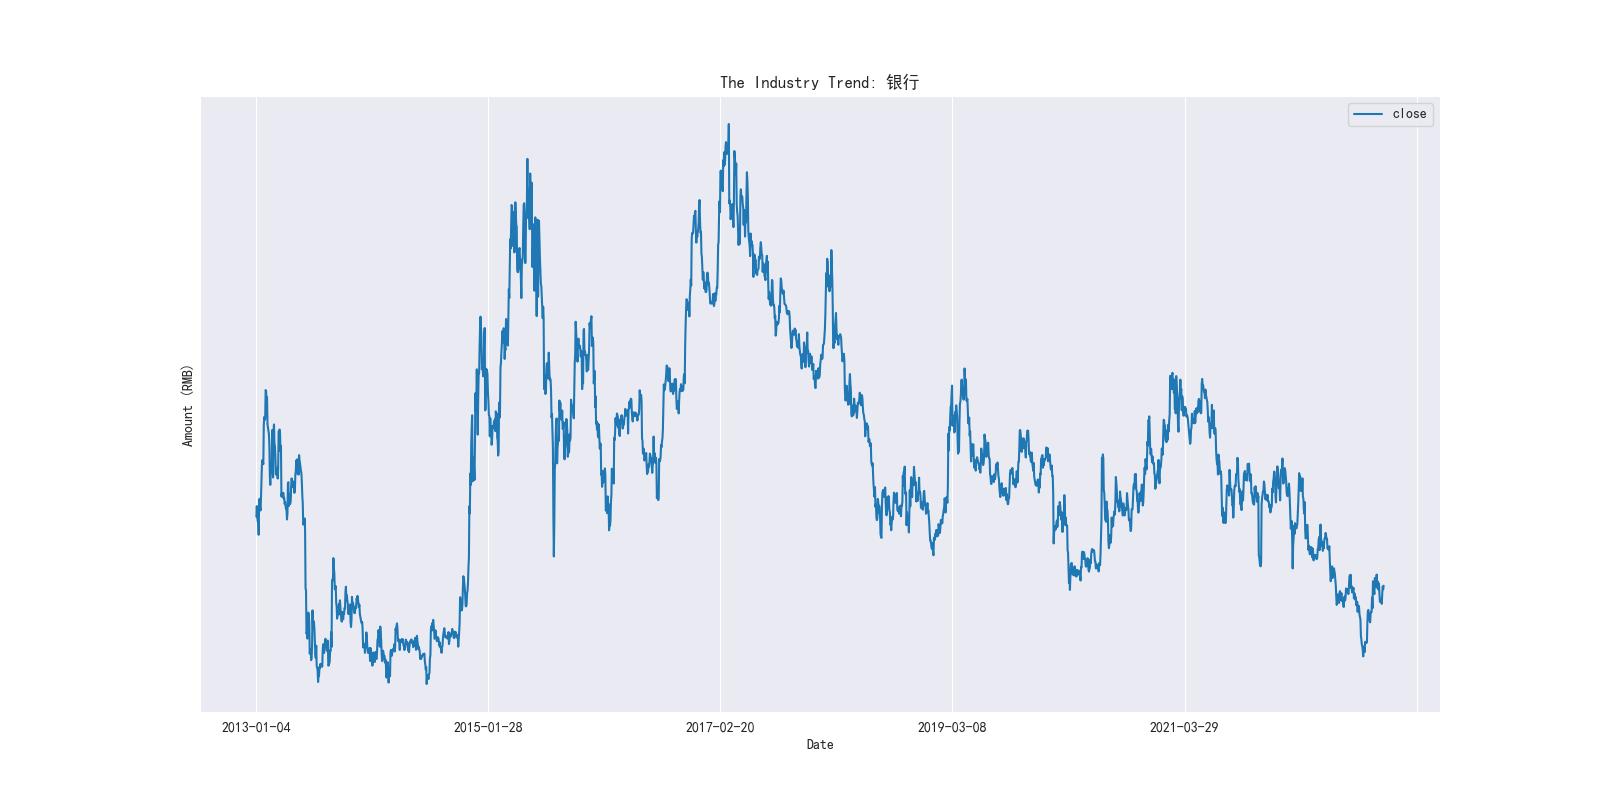 The Industry Trend: 银行
close
Amount (RMB)
2013-01-04
2015-01-28
2017-02-20
2019-03-08
2021-03-29
Date